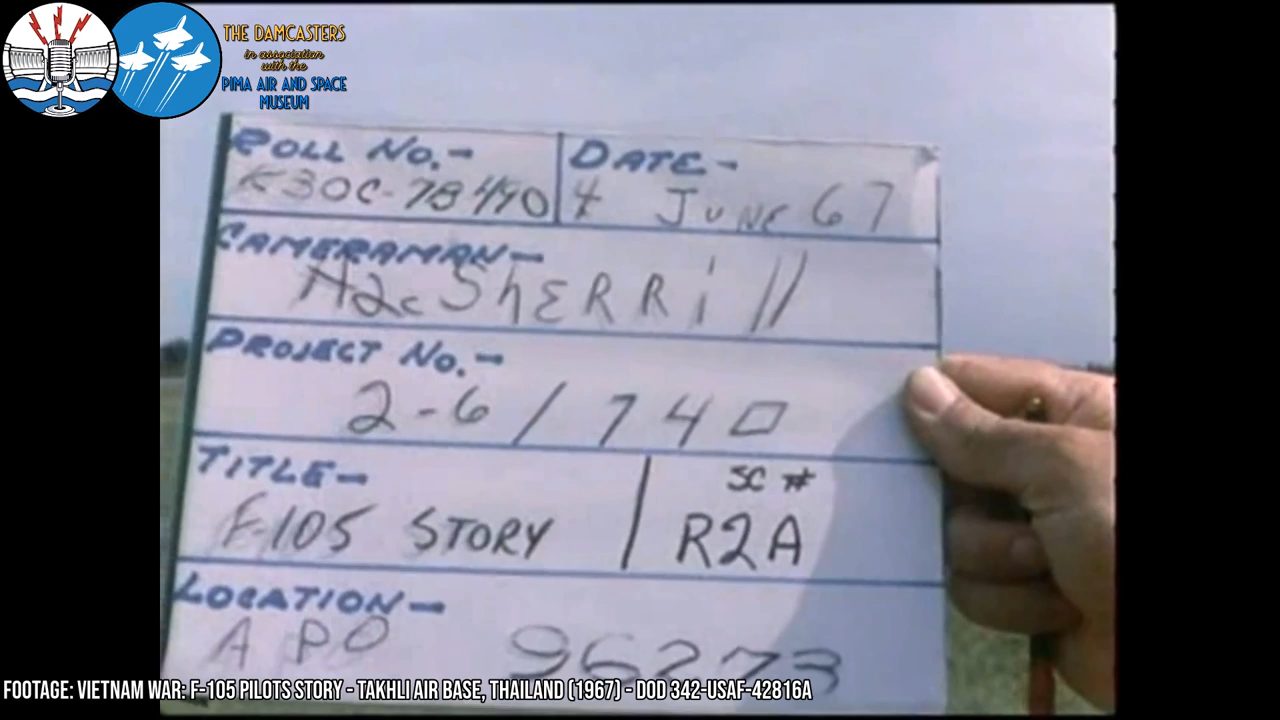 THE DAMCASTERS
in association
with the
PIMA AIR AND SPACE
MUSEUM
ROLL NO.-
K30C-78490
DATE-
4 JUNE 67
CAMERAMAN-
A2c ShERRill
PROJECT NO.-
2-6/740
TITLE-
F-105 STORY
SC #
R2A
LOCATION-
APO 96273
FOOTAGE: VIETNAM WAR: F-105 PILOTS STORY - TAKHLI AIR BASE, THAILAND (1967) - DOD 342-USAF-42816A